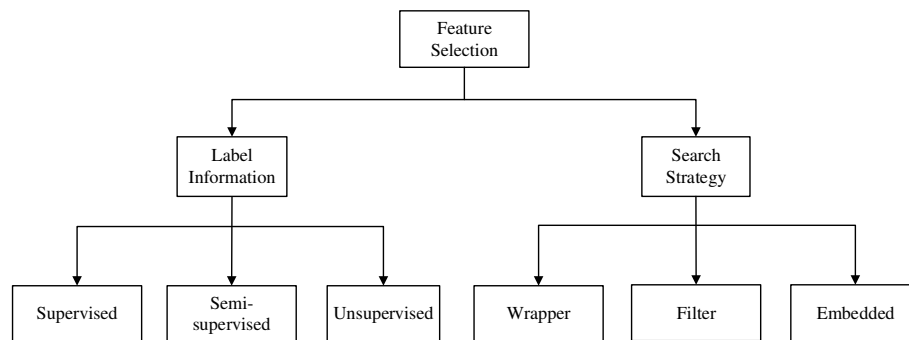 Feature
Selection
Label
Information
Search
Strategy
Supervised
Semi-
supervised
Unsupervised
Wrapper
Filter
Embedded